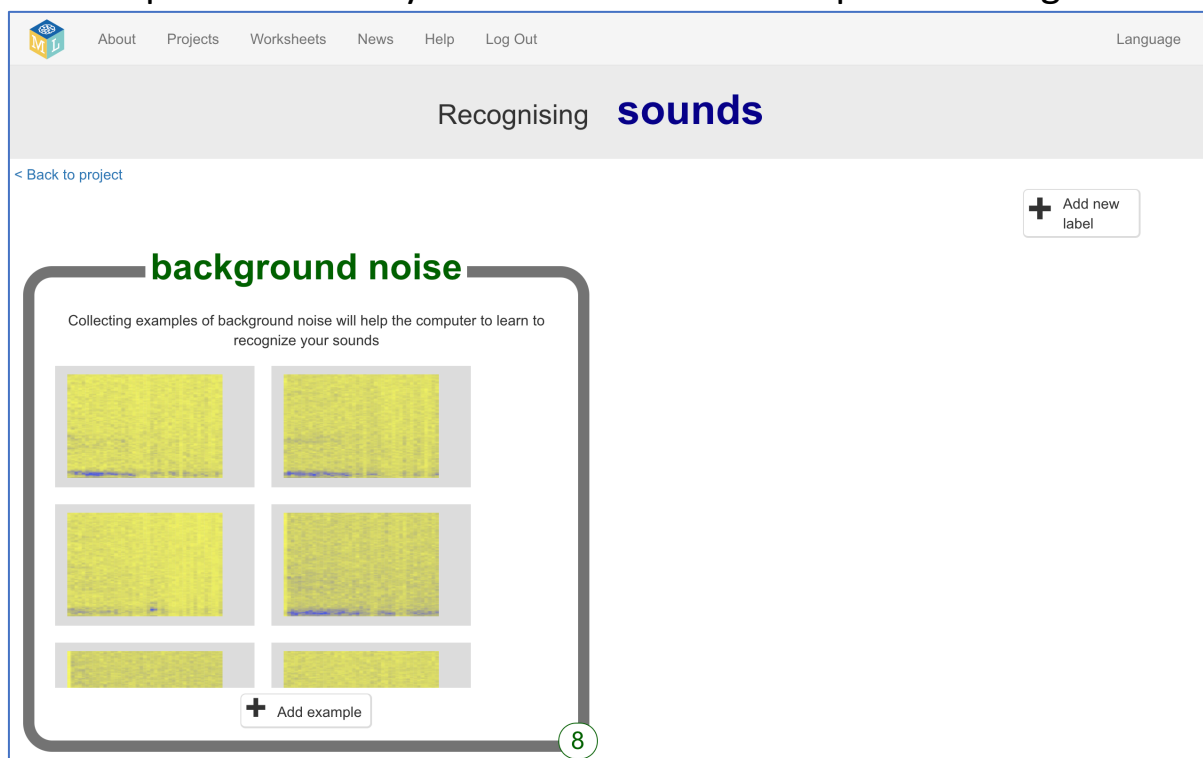 M L About Projects Worksheets News Help Log Out Language
Recognising sounds
< Back to project
Add new
label
background noise
Collecting examples of background noise will help the computer to learn to
recognize your sounds
Add example
8